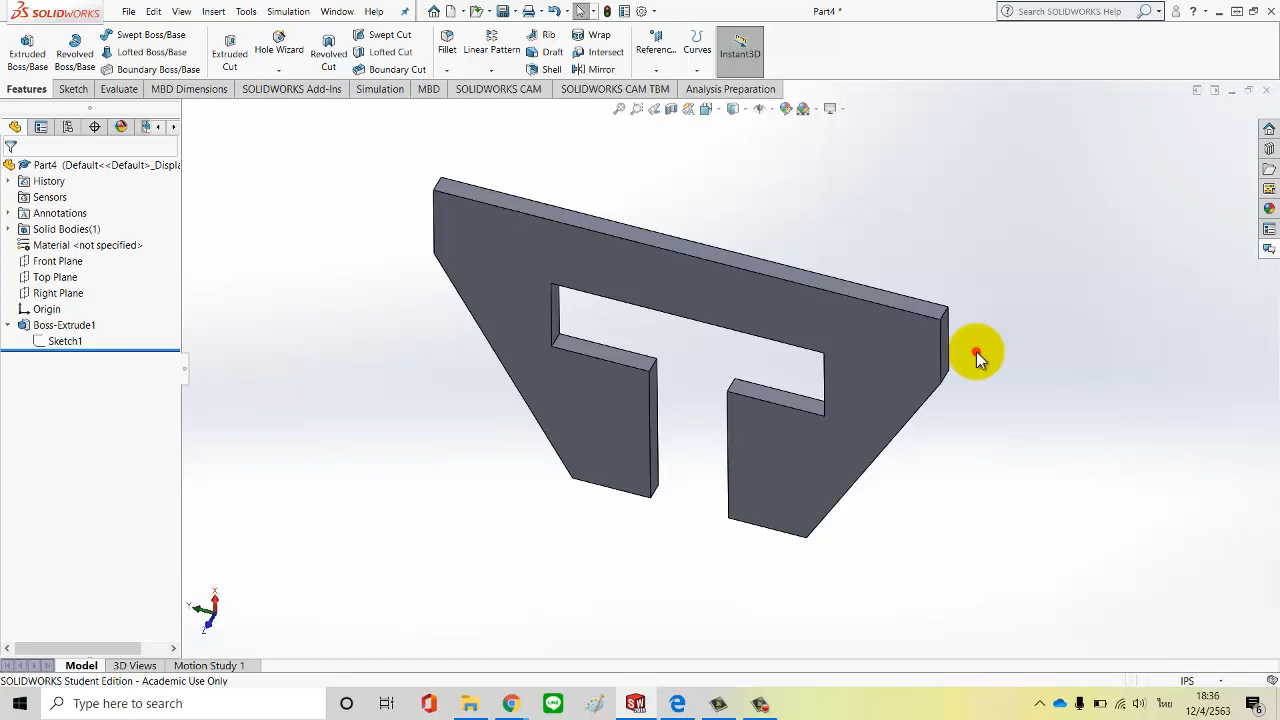 SOLIDWORKS File Edit View Insert Tools Simulation Window Help Part4 * Search SOLIDWORKS Help
Extruded Boss/Base Revolved Boss/Base Swept Boss/Base Extruded Cut Hole Wizard Revolved Cut Swept Cut Fillet Linear Pattern Rib Wrap Referenc... Curves Instant3D
Lofted Boss/Base Lofted Cut Draft Intersect
Boundary Boss/Base Boundary Cut Shell Mirror
Features Sketch Evaluate MBD Dimensions SOLIDWORKS Add-Ins Simulation MBD SOLIDWORKS CAM SOLIDWORKS CAM TBM Analysis Preparation
Part4 (Default<<Default>_Displa
History
Sensors
Annotations
Solid Bodies(1)
Material <not specified>
Front Plane
Top Plane
Right Plane
Origin
Boss-Extrude1
Sketch1
X
Y
Z
Model 3D Views Motion Study 1
SOLIDWORKS Student Edition - Academic Use Only IPS
Type here to search
ไทย
18:36
12/4/2563
6